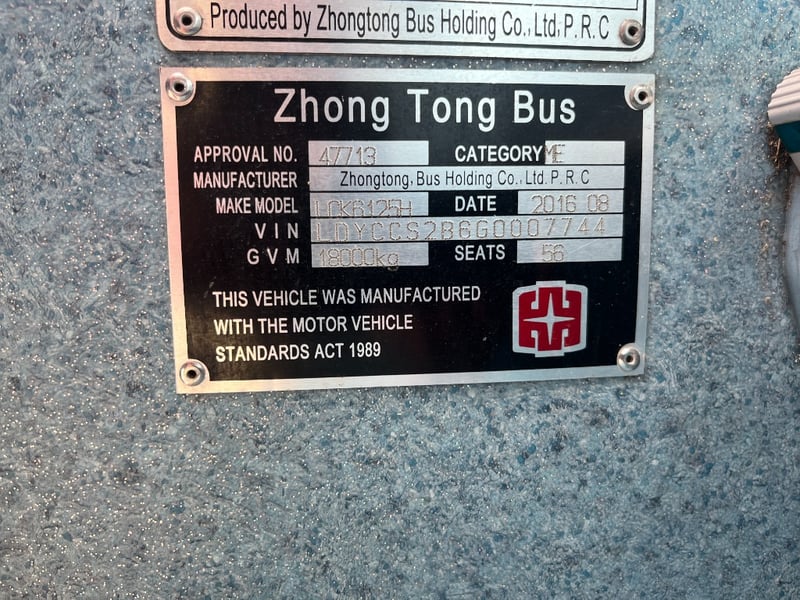 Produced by Zhongtong Bus Holding Co., Ltd, P. R. C
Zhong Tong Bus
APPROVAL NO. 47713 CATEGORY ME
MANUFACTURER Zhongtong Bus Holding Co., Ltd. P. R. C
MAKE MODEL LCK6125H DATE 2016 08
VIN LDYCCS2B6G0007744
GVM 18000kg SEATS 56
THIS VEHICLE WAS MANUFACTURED
WITH THE MOTOR VEHICLE
STANDARDS ACT 1989